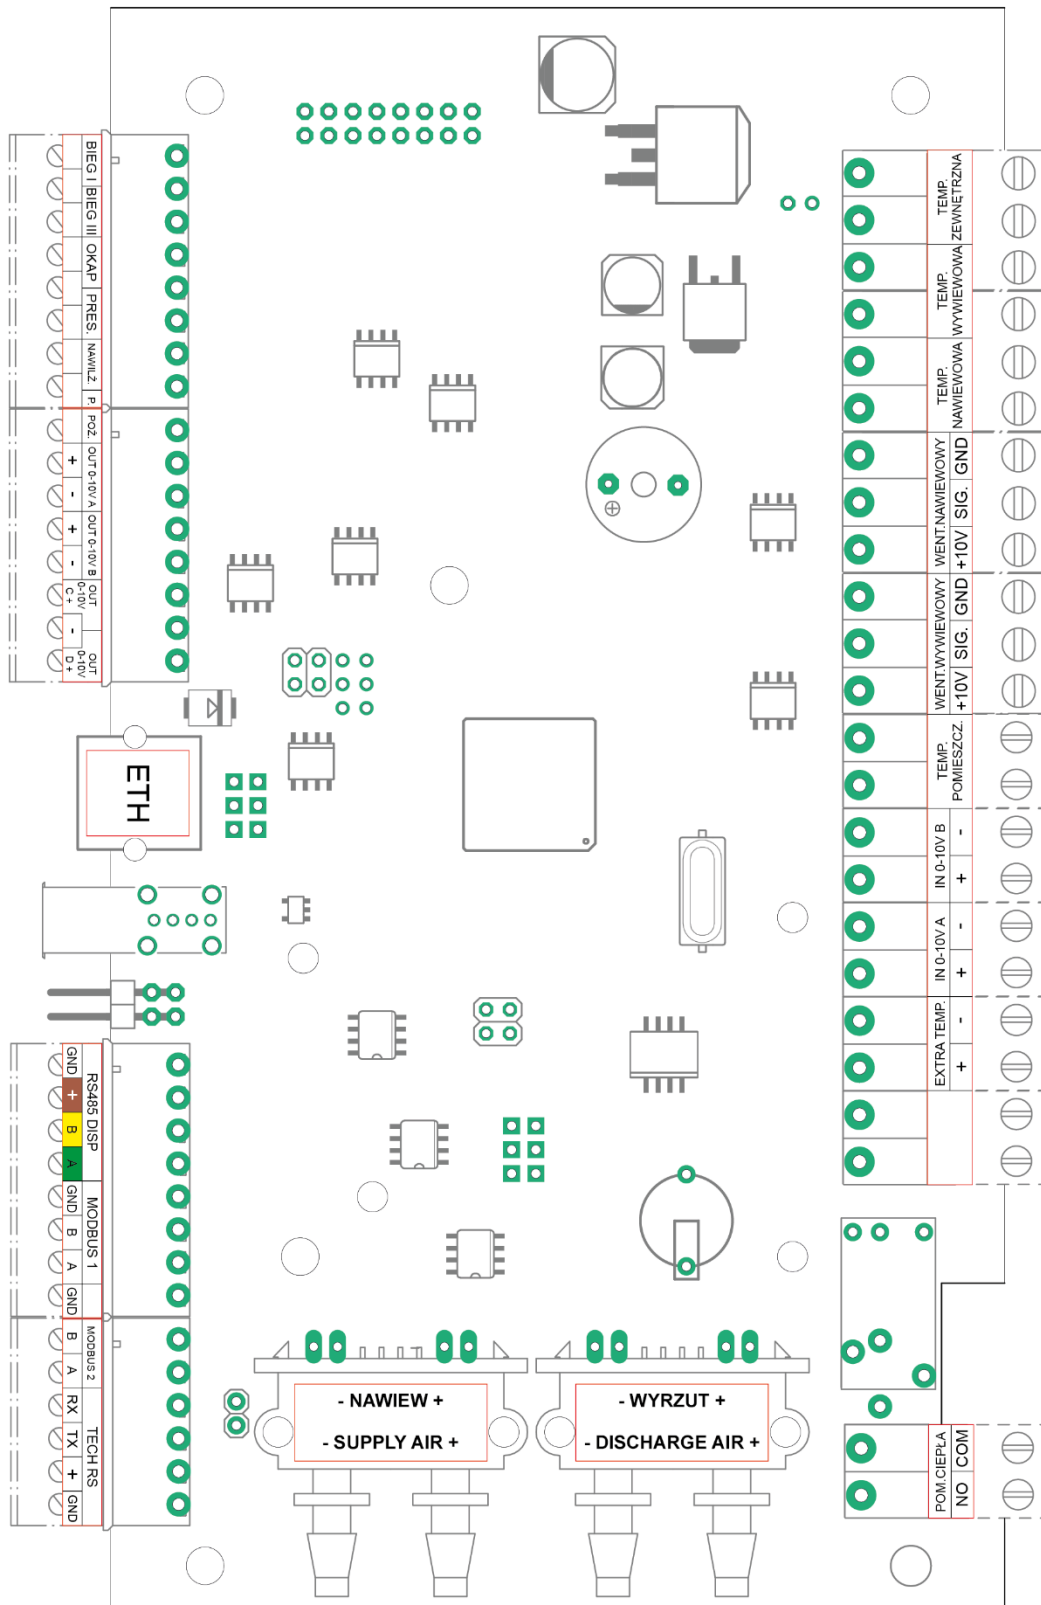 BIEG I
BIEG III
OKAP
PRES.
NAWILŻ.
P.
POŻ.
OUT 0-10V A
+
-
OUT 0-10V B
+
-
OUT
0-10V
C +
-
OUT
0-10V
D +
ETH
RS485 DISP
GND
+
B
A
MODBUS 1
GND
B
A
GND
MODBUS 2
B
A
TECH RS
RX
TX
+
GND
- NAWIEW +
- SUPPLY AIR +
- WYRZUT +
- DISCHARGE AIR +
TEMP.
ZEWNĘTRZNA
TEMP.
WYWIEWOWA
TEMP.
NAWIEWOWA
WENT.NAWIEWOWY
GND
SIG.
+10V
WENT.WYWIEWOWY
GND
SIG.
+10V
TEMP.
POMIESZCZ.
IN 0-10V B
-
+
IN 0-10V A
-
+
EXTRA TEMP.
-
+
POM.CIEPŁA
COM
NO